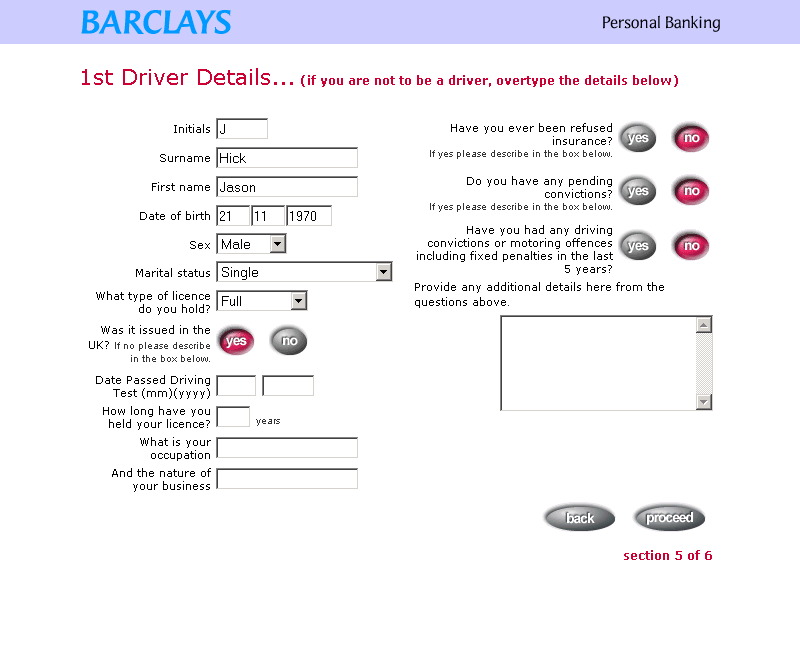 BARCLAYS
Personal Banking
1st Driver Details... (if you are not to be a driver, overtype the details below)
Initials
J
Surname
Hick
First name
Jason
Date of birth
21 11 1970
Sex
Male
Marital status
Single
What type of licence
do you hold?
Full
Was it issued in the
UK? If no please describe
in the box below.
yes no
Date Passed Driving
Test (mm)(yyyy)
How long have you
held your licence?
years
What is your
occupation
And the nature of
your business
Have you ever been refused
insurance?
If yes please describe in the box below.
yes no
Do you have any pending
convictions?
If yes please describe in the box below.
yes no
Have you had any driving
convictions or motoring offences
including fixed penalties in the last
5 years?
yes no
Provide any additional details here from the
questions above.
back proceed
section 5 of 6